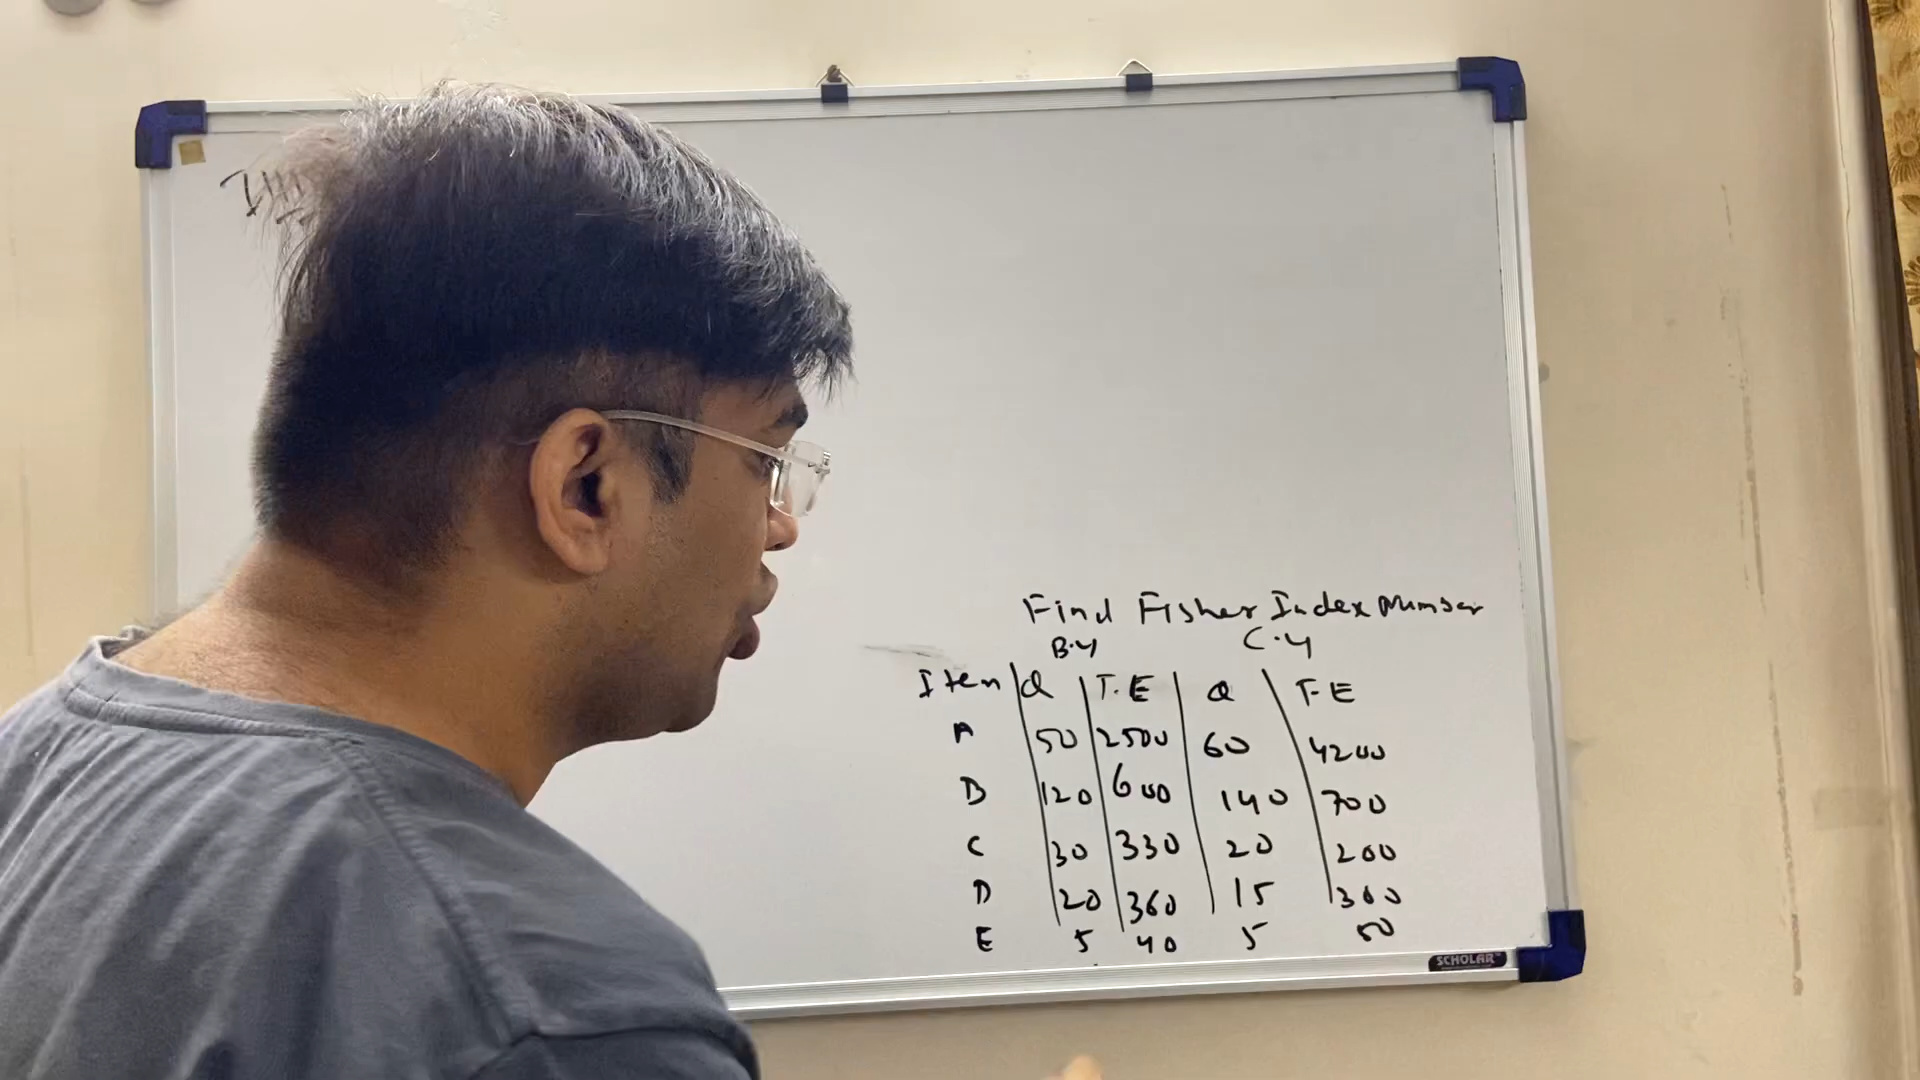 Find Fisher Index Number
B.Y C.Y
Item Q T.E Q T.E
A 50 2500 60 4200
B 120 600 140 700
C 30 330 20 200
D 20 360 15 300
E 5 40 5 50
SCHOLAR